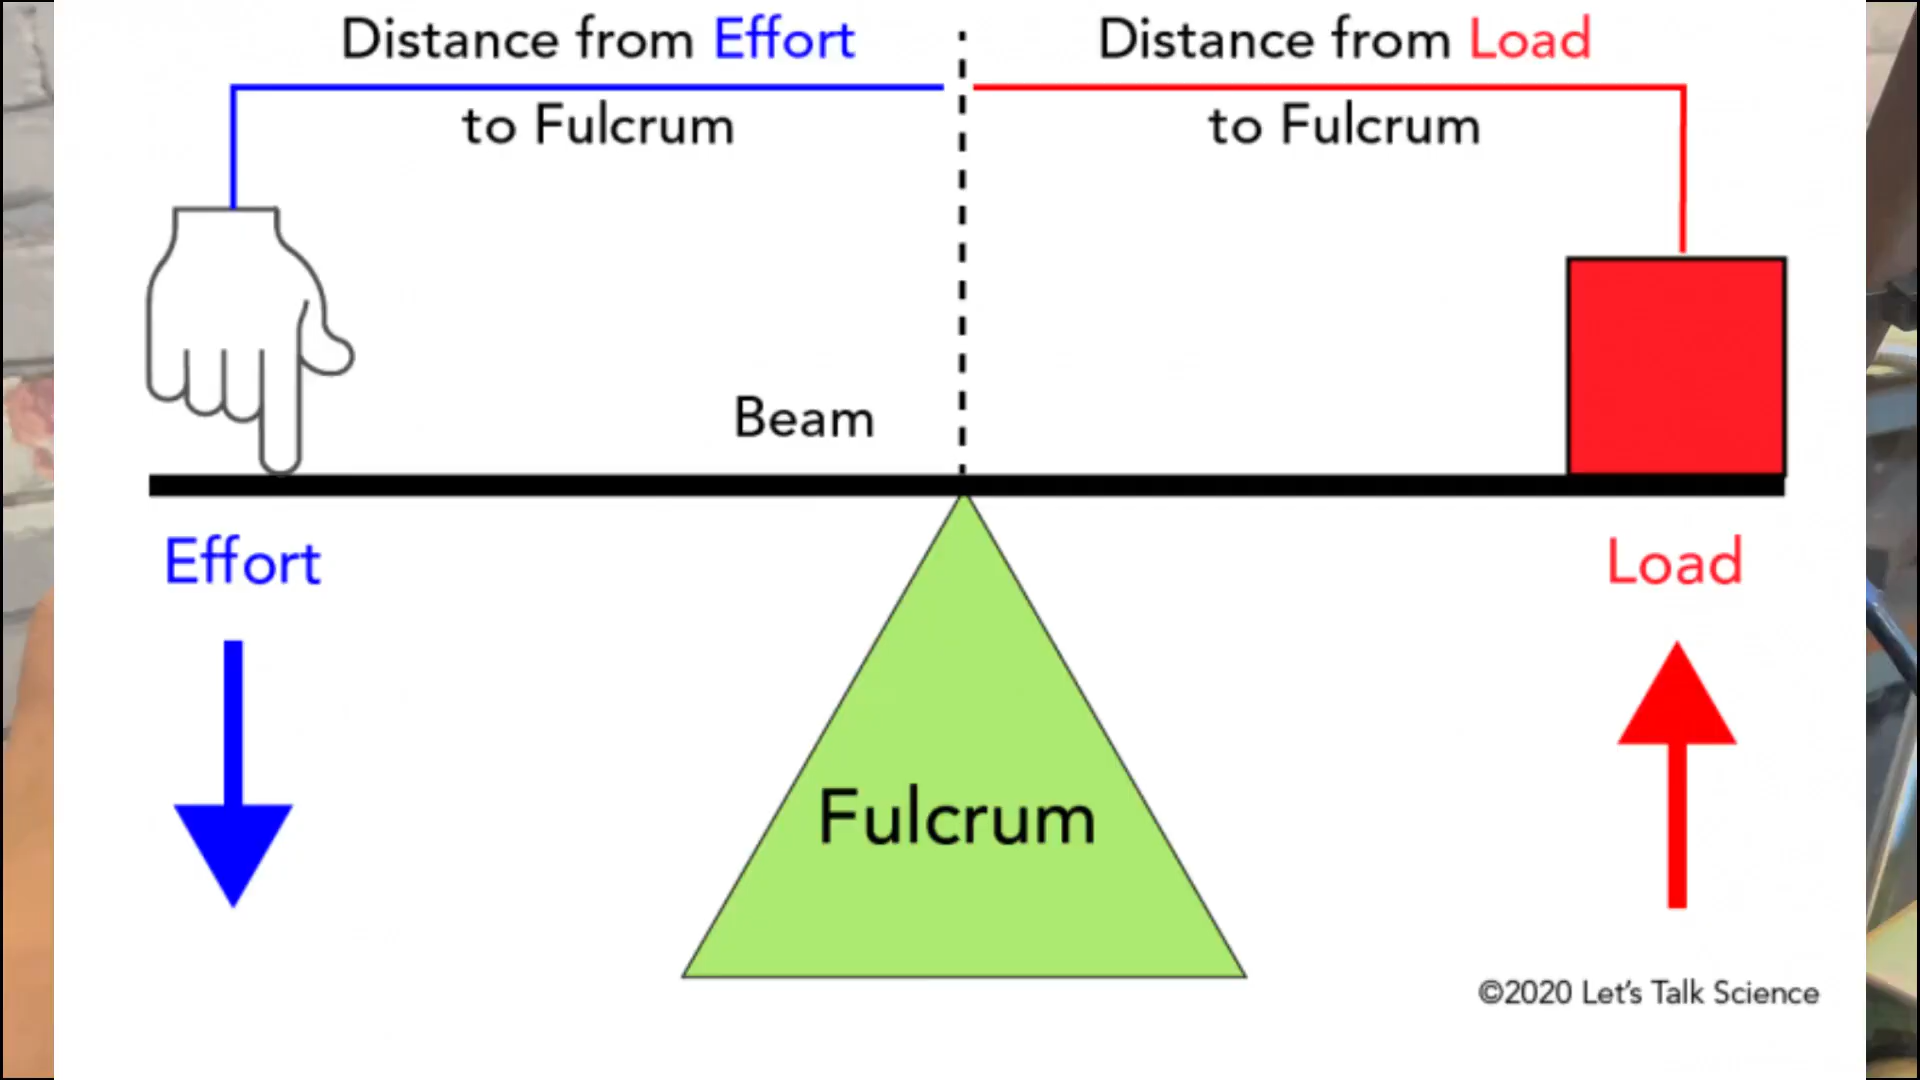 Distance from Effort
to Fulcrum
Distance from Load
to Fulcrum
Beam
Effort
Load
Fulcrum
©2020 Let's Talk Science